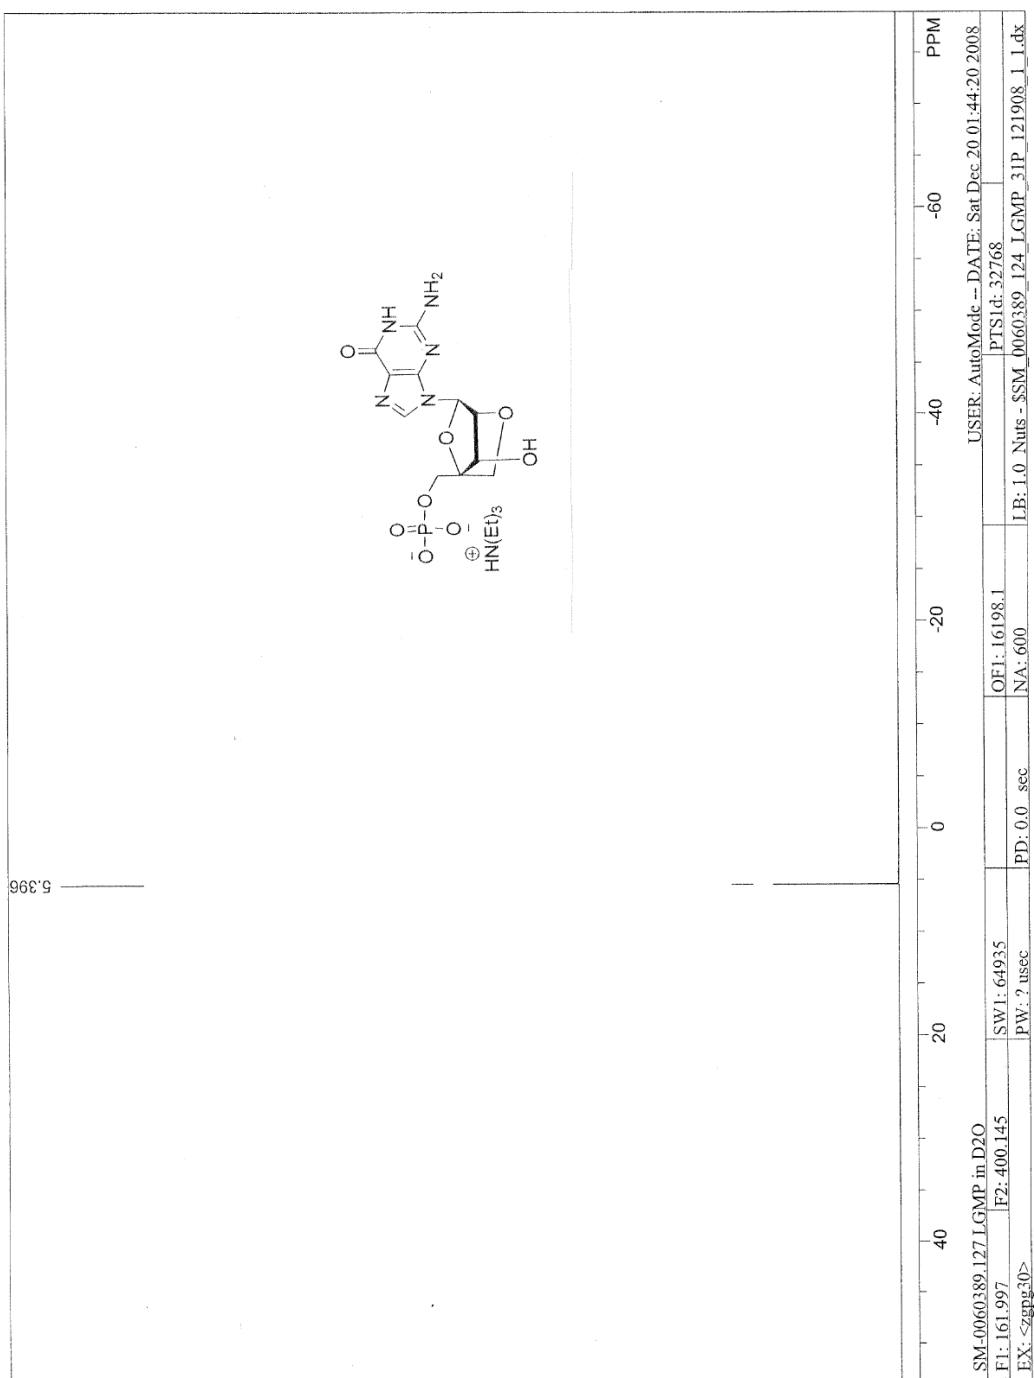 5.396
O
N
NH
N
N
NH2
O
O
OH
O
O=P-O
-O
O-
⊕
HN(Et)3
40
20
0
-20
-40
-60
PPM
SM-0060389.127 LGMP in D2O
USER: AutoMode -- DATE: Sat Dec 20 01:44:20 2008
F1: 161.997
F2: 400.145
SW1: 64935
OF1: 16198.1
PTS1d: 32768
EX: <zgpg30>
PW: ? usec
PD: 0.0 sec
NA: 600
LB: 1.0
Nuts - $SM_0060389_124_LGMP_31P_121908_1_1.dx